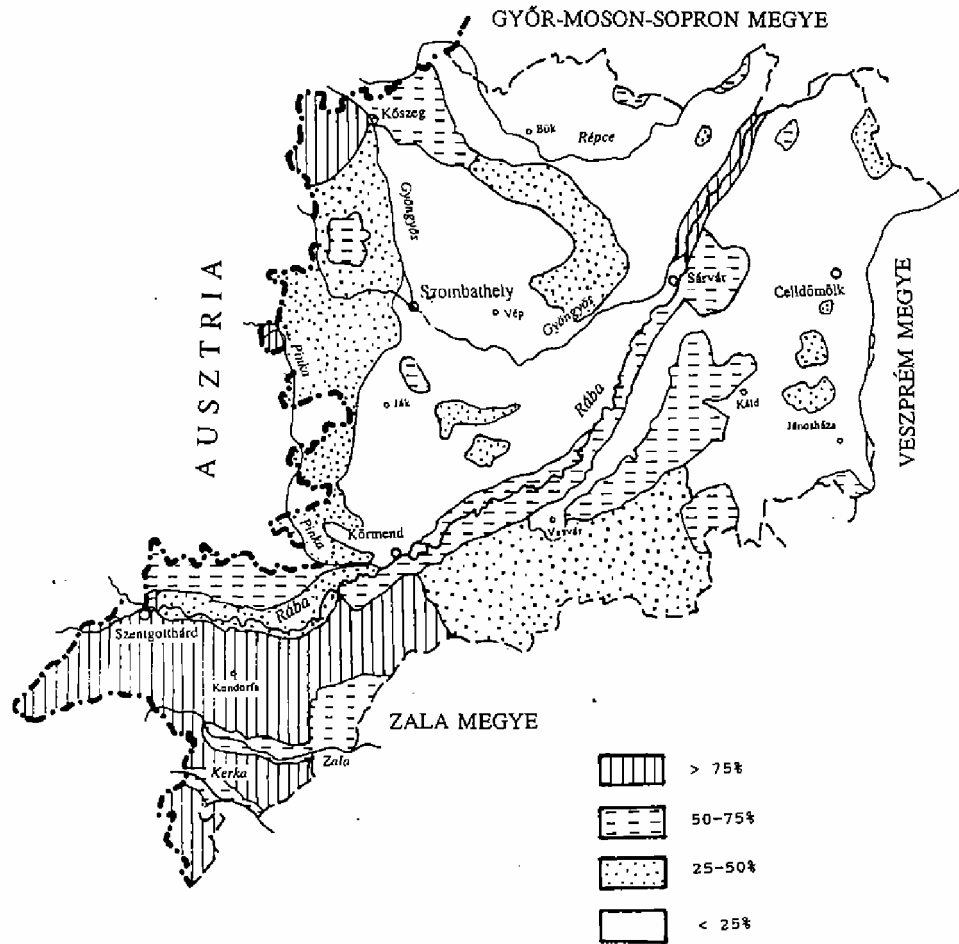 GYŐR-MOSON-SOPRON MEGYE
Kőszeg
Bük
Répce
Gyöngyös
AUSZTRIA
Szombathely
Vép
Gyöngyös
Sárvár
Celldömölk
VESZPRÉM MEGYE
Pinka
Ják
Rába
Káld
Jánosháza
Pinka
Körmend
Vasvár
Rába
Szentgotthárd
Kondorfa
ZALA MEGYE
Zala
Kerka
> 75%
50-75%
25-50%
< 25%